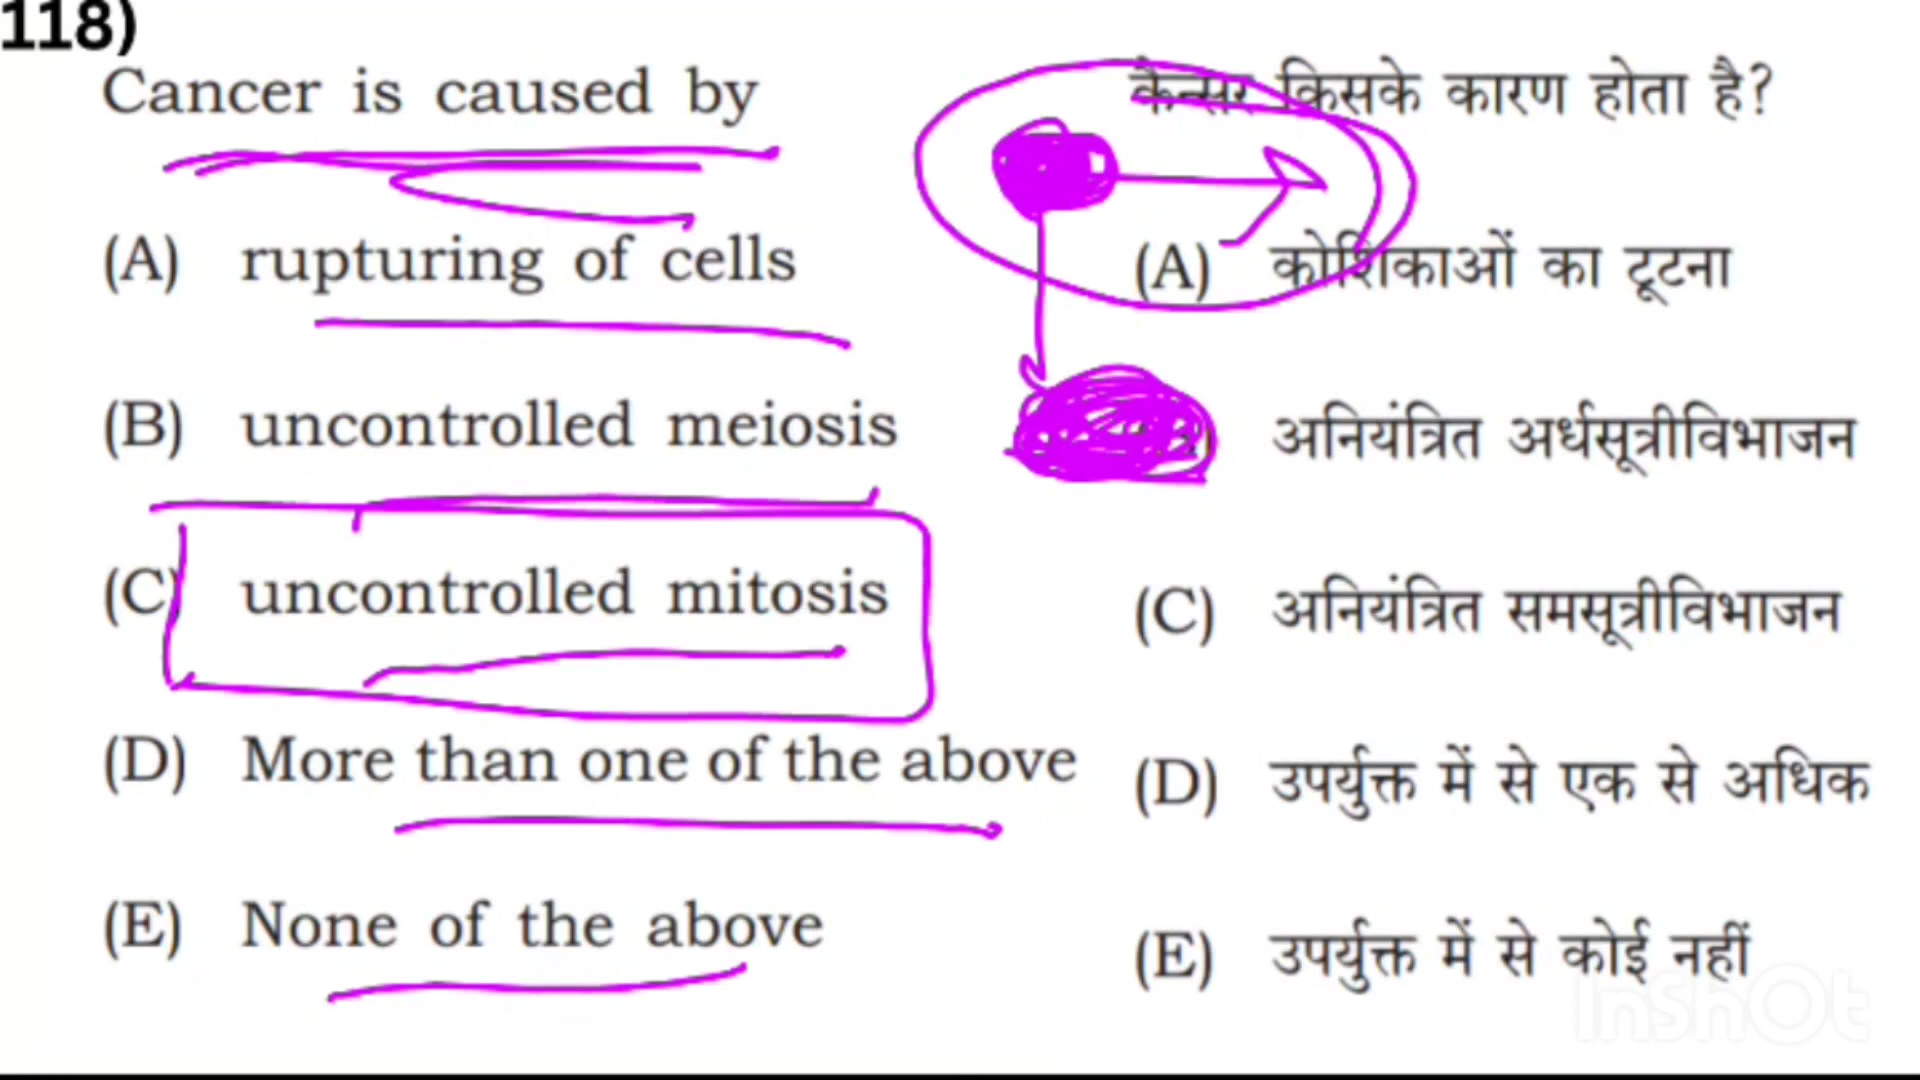 118)
Cancer is caused by
(A) rupturing of cells
(B) uncontrolled meiosis
(C) uncontrolled mitosis
(D) More than one of the above
(E) None of the above
केन्सर किसके कारण होता है?
(A) कोशिकाओं का टूटना
अनियंत्रित अर्धसूत्रीविभाजन
(C) अनियंत्रित समसूत्रीविभाजन
(D) उपर्युक्त में से एक से अधिक
(E) उपर्युक्त में से कोई नहीं
InShOt